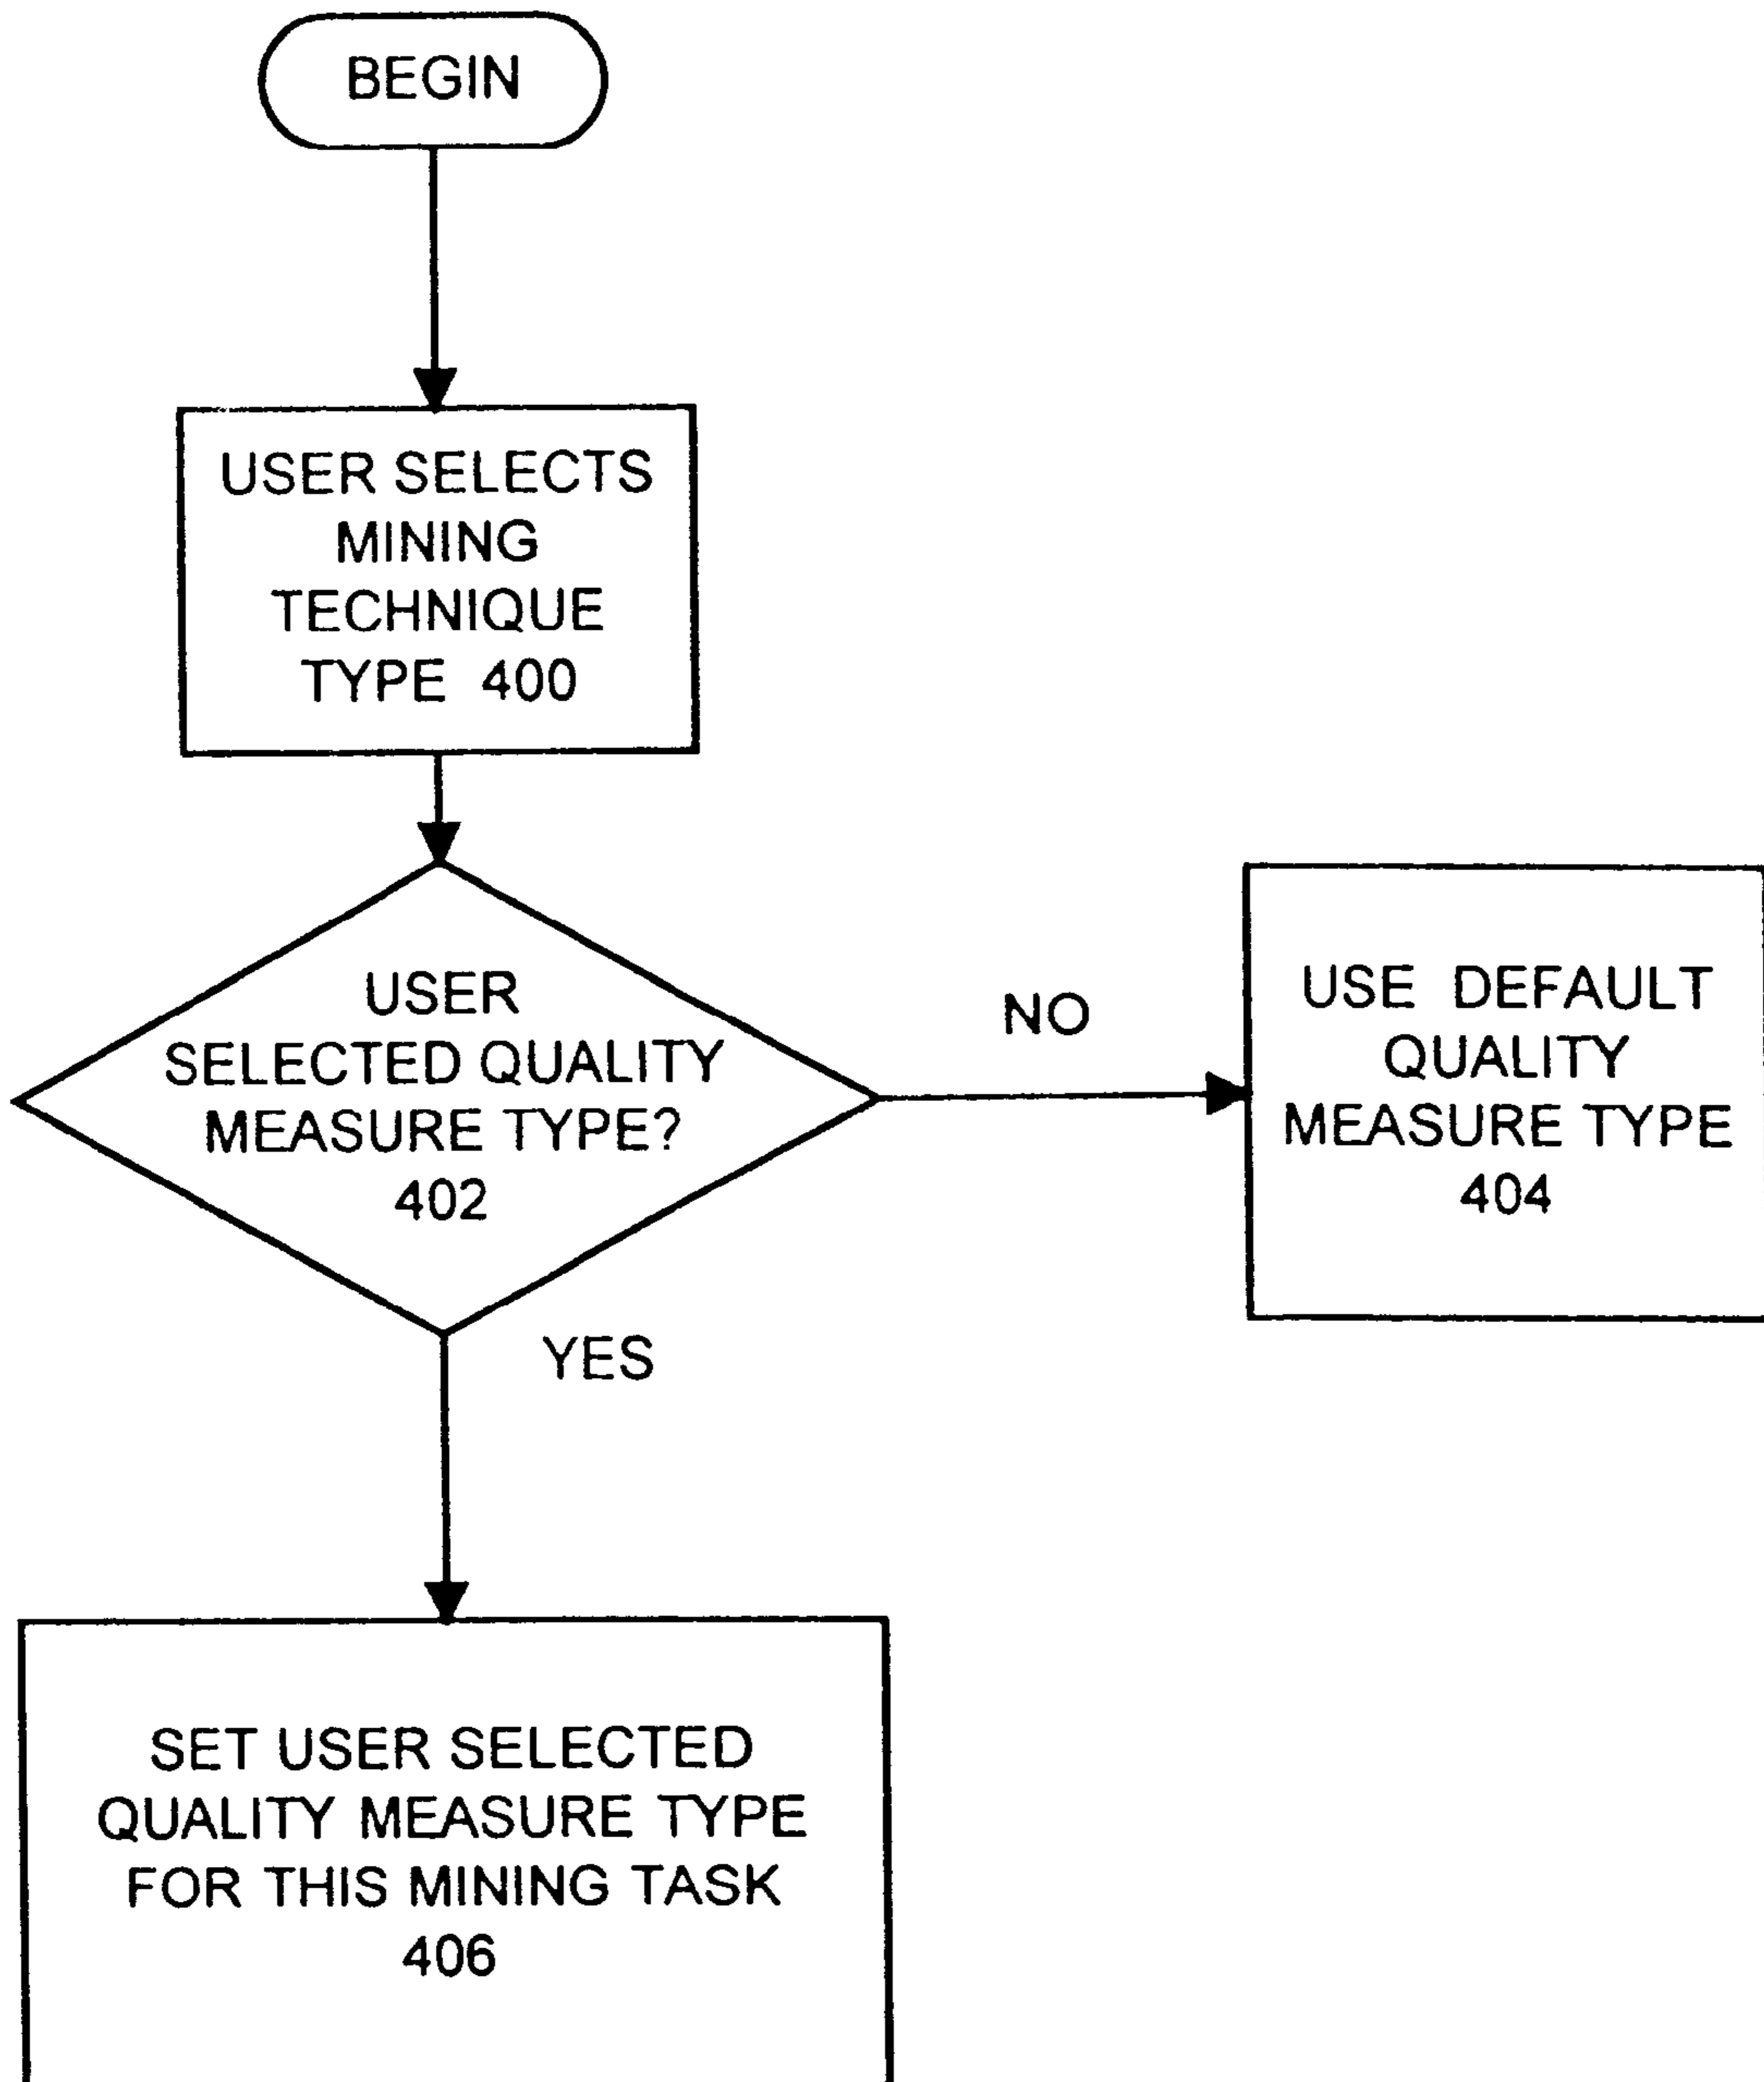 BEGIN
USER SELECTS
MINING
TECHNIQUE
TYPE 400
USER
SELECTED QUALITY
MEASURE TYPE?
402
NO
USE DEFAULT
QUALITY
MEASURE TYPE
404
YES
SET USER SELECTED
QUALITY MEASURE TYPE
FOR THIS MINING TASK
406